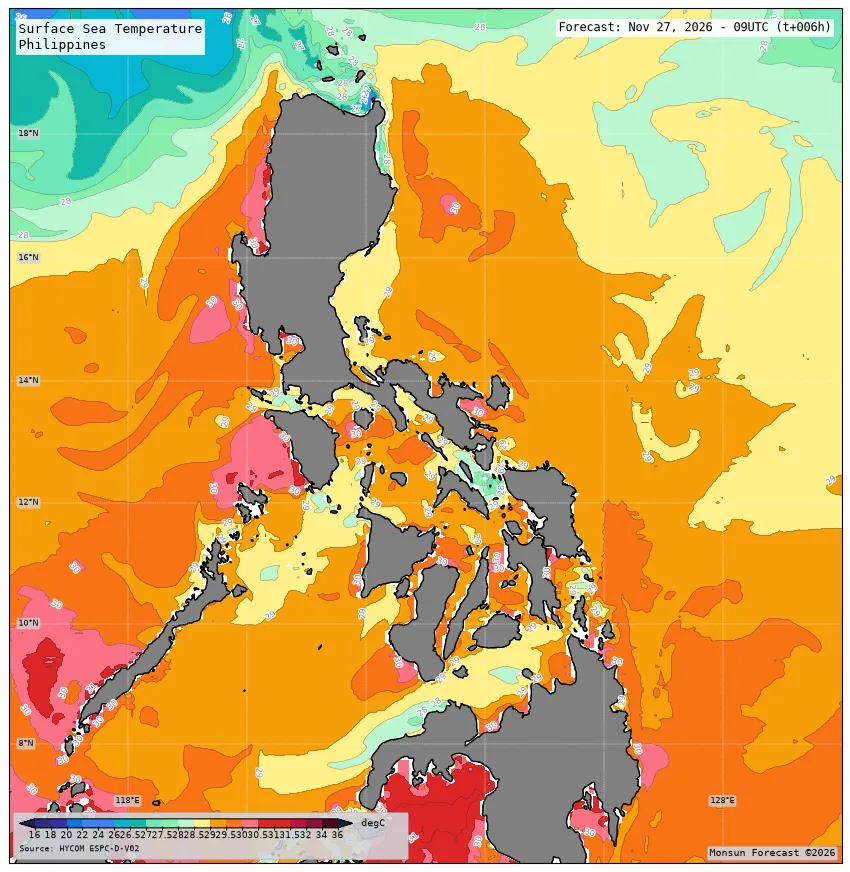 Surface Sea Temperature
Philippines
Forecast: Nov 27, 2026 - 09UTC (t+006h)
18°N
16°N
14°N
12°N
10°N
8°N
118°E
128°E
16 18 20 22 24 26 26.5 27 27.5 28 28.5 29 29.5 30 30.5 31 31.5 32 33 34 36
degC
Source: HYCOM ESPC-D-V02
Monsun Forecast ©2026